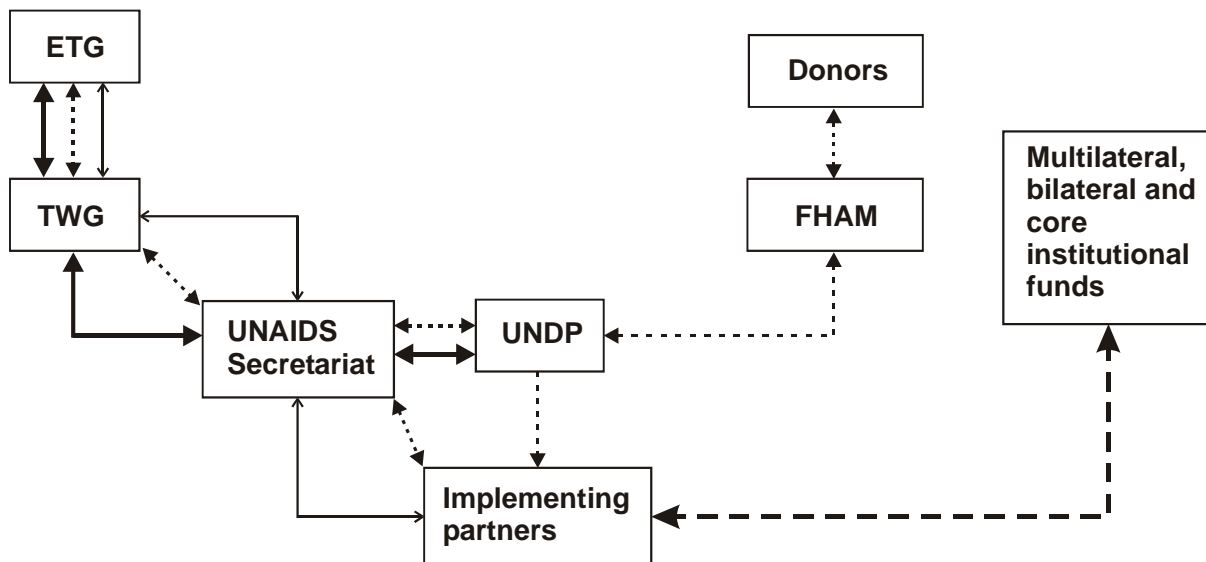 ETG
Donors
Multilateral,
bilateral and
core
institutional
funds
TWG
FHAM
UNAIDS
Secretariat
UNDP
Implementing
partners